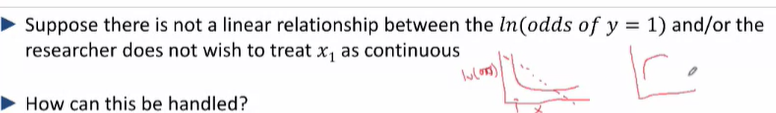 ▶ Suppose there is not a linear relationship between the ln(odds of y = 1) and/or the
researcher does not wish to treat x₁ as continuous
ln(odds)
x
▶ How can this be handled?